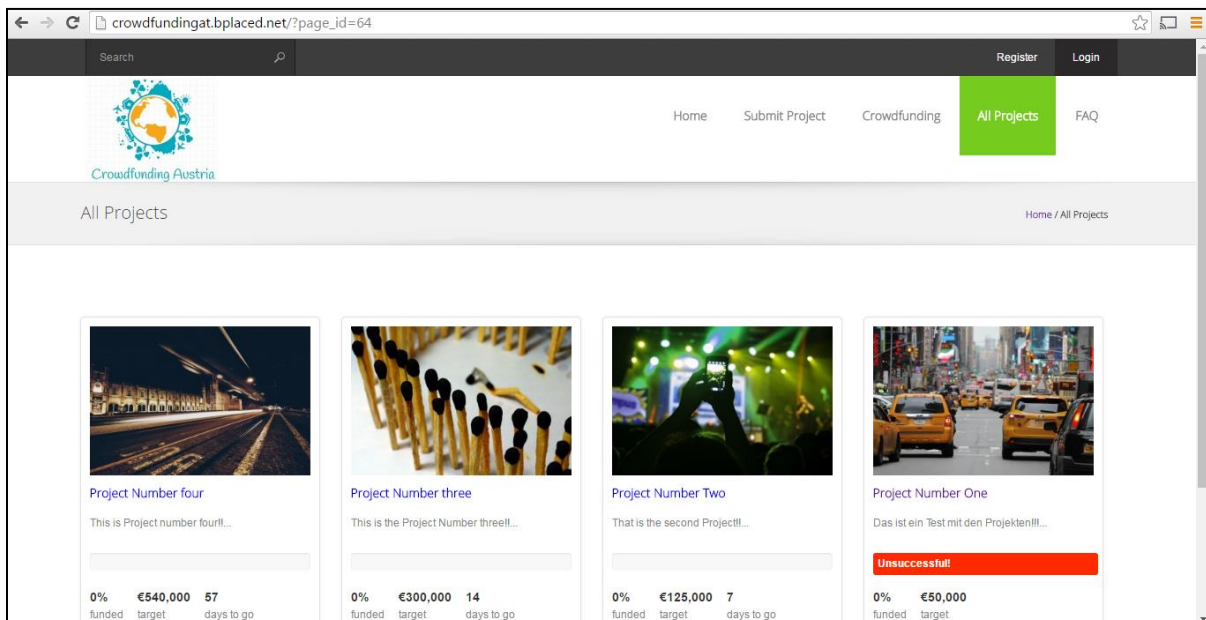 crowdfundingat.bplaced.net/?page_id=64
Search
Register Login
Home Submit Project Crowdfunding All Projects FAQ
Crowdfunding Austria
All Projects
Home / All Projects
Project Number four
This is Project number four!!...
0% €540,000 57
funded target days to go
Project Number three
This is the Project Number three!!...
0% €300,000 14
funded target days to go
Project Number Two
That is the second Project!!...
0% €125,000 7
funded target days to go
Project Number One
Das ist ein Test mit den Projekten!!!...
Unsuccessful!
0% €50,000
funded target